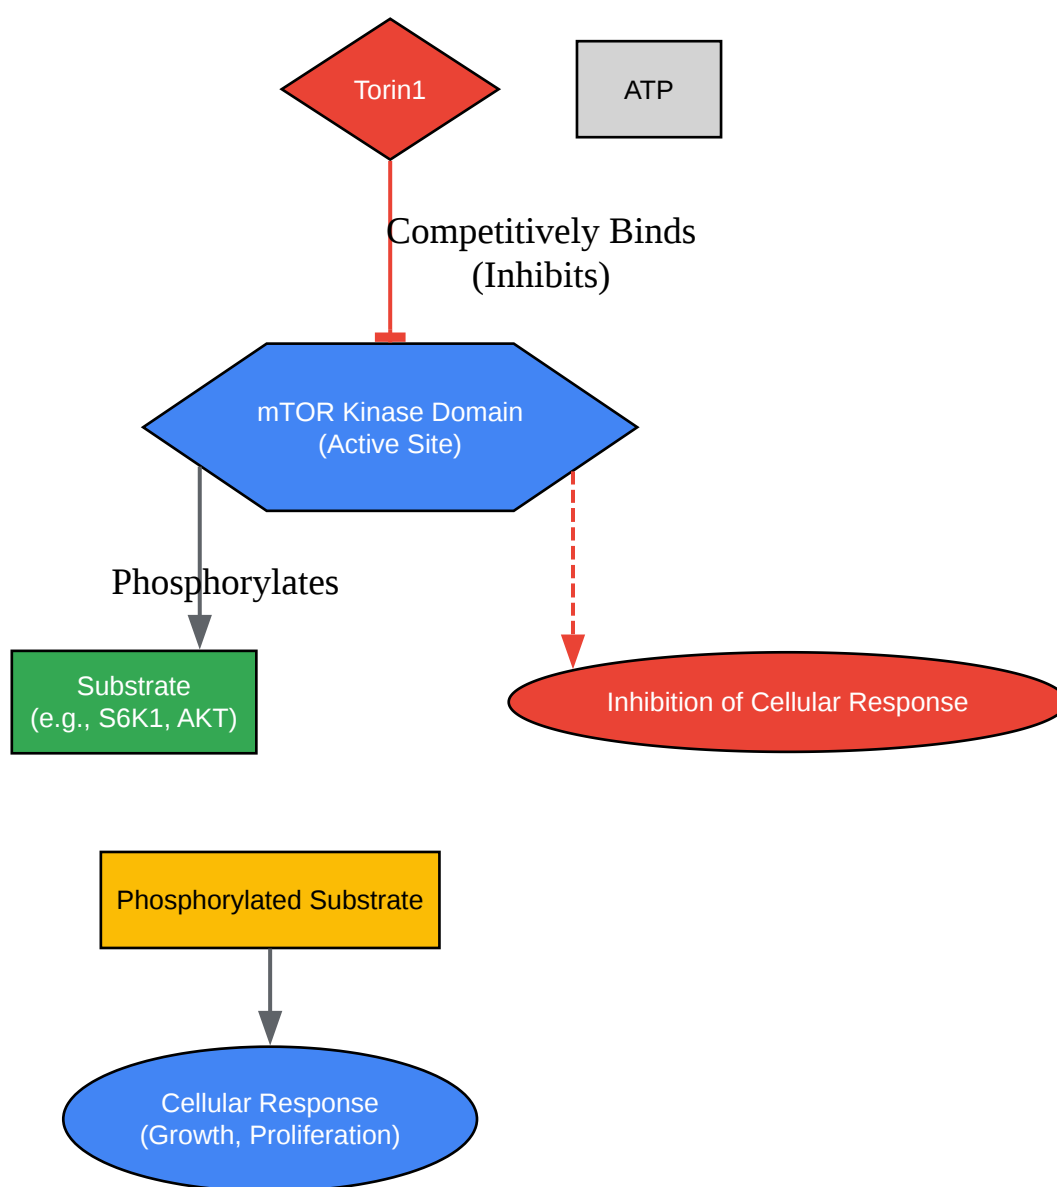 Torin1
ATP
Competitively Binds
(Inhibits)
mTOR Kinase Domain
(Active Site)
Phosphorylates
Substrate
(e.g., S6K1, AKT)
Inhibition of Cellular Response
Phosphorylated Substrate
Cellular Response
(Growth, Proliferation)